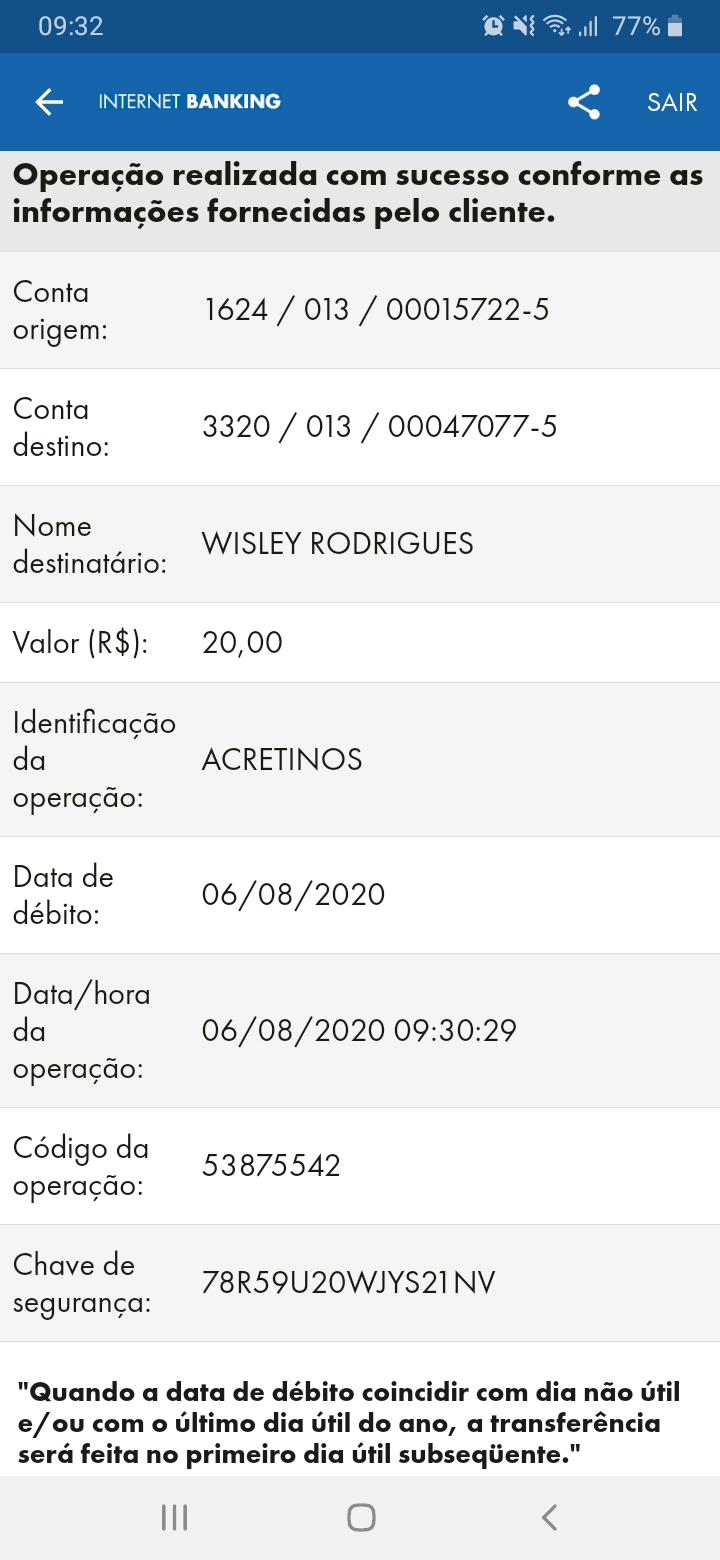 09:32 77%
INTERNET BANKING SAIR
Operação realizada com sucesso conforme as
informações fornecidas pelo cliente.
Conta
origem:
1624 / 013 / 00015722-5
Conta
destino:
3320 / 013 / 00047077-5
Nome
destinatário:
WISLEY RODRIGUES
Valor (R$): 20,00
Identificação
da
operação:
ACRETINOS
Data de
débito:
06/08/2020
Data/hora
da
operação:
06/08/2020 09:30:29
Código da
operação:
53875542
Chave de
segurança:
78R59U20WJYS21NV
"Quando a data de débito coincidir com dia não útil
e/ou com o último dia útil do ano, a transferência
será feita no primeiro dia útil subseqüente."